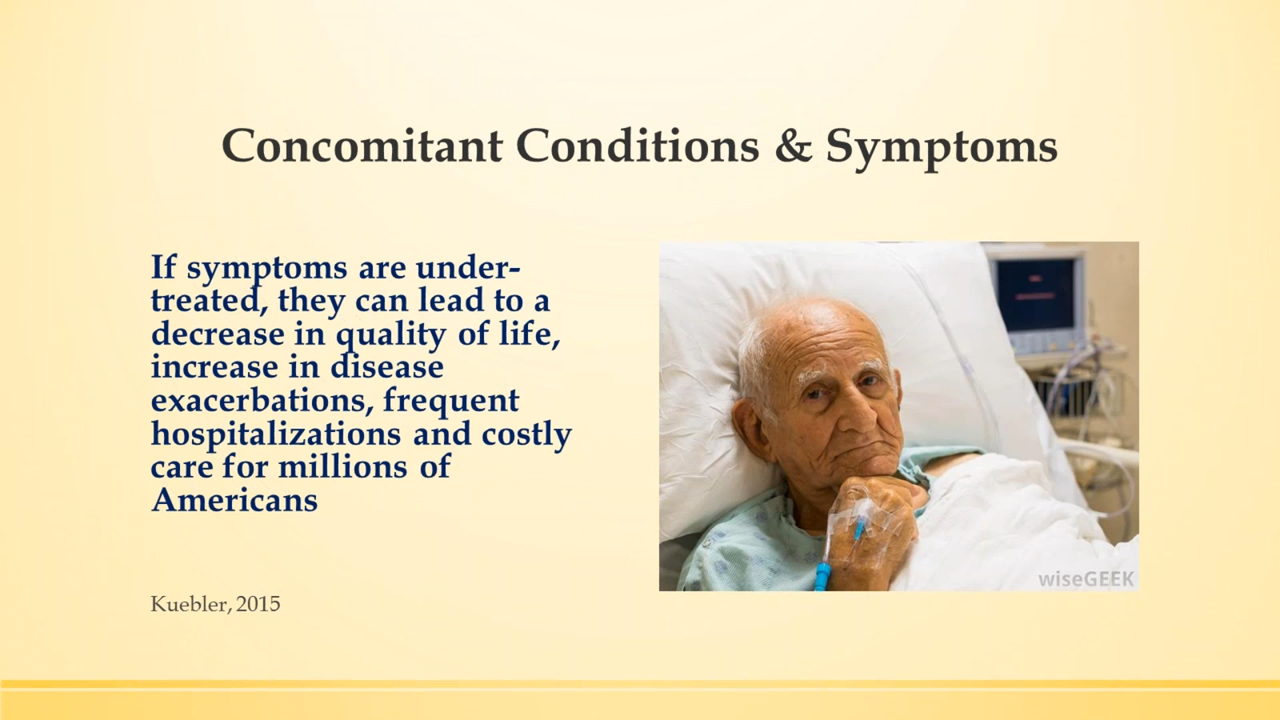 Concomitant Conditions & Symptoms
If symptoms are under-
treated, they can lead to a
decrease in quality of life,
increase in disease
exacerbations, frequent
hospitalizations and costly
care for millions of
Americans
wiseGEEK
Kuebler, 2015